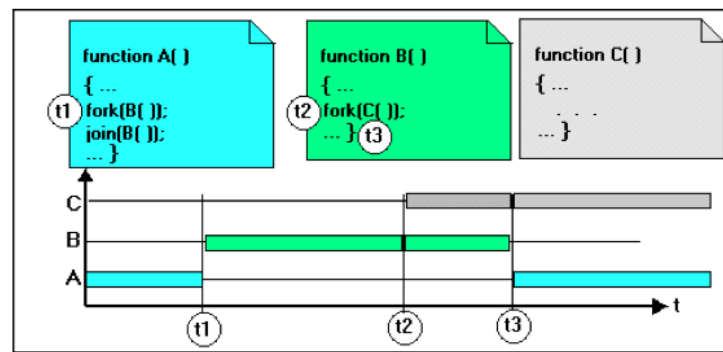 function A( )
{ ...
t1 fork(B( ));
join(B( ));
... }
function B( )
{ ...
t2 fork(C( ));
... } t3
function C( )
{ ...
. . .
... }
C
B
A
t
t1
t2
t3